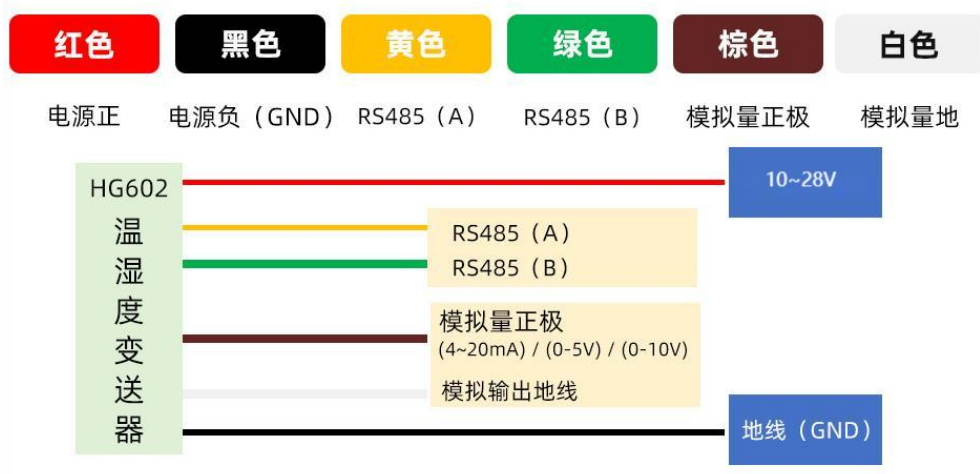 红色 黑色 黄色 绿色 棕色 白色
电源正 电源负（GND） RS485（A） RS485（B） 模拟量正极 模拟量地
HG602
温
湿
度
变
送
器
10~28V
RS485（A）
RS485（B）
模拟量正极
(4~20mA) / (0-5V) / (0-10V)
模拟输出地线
地线（GND）